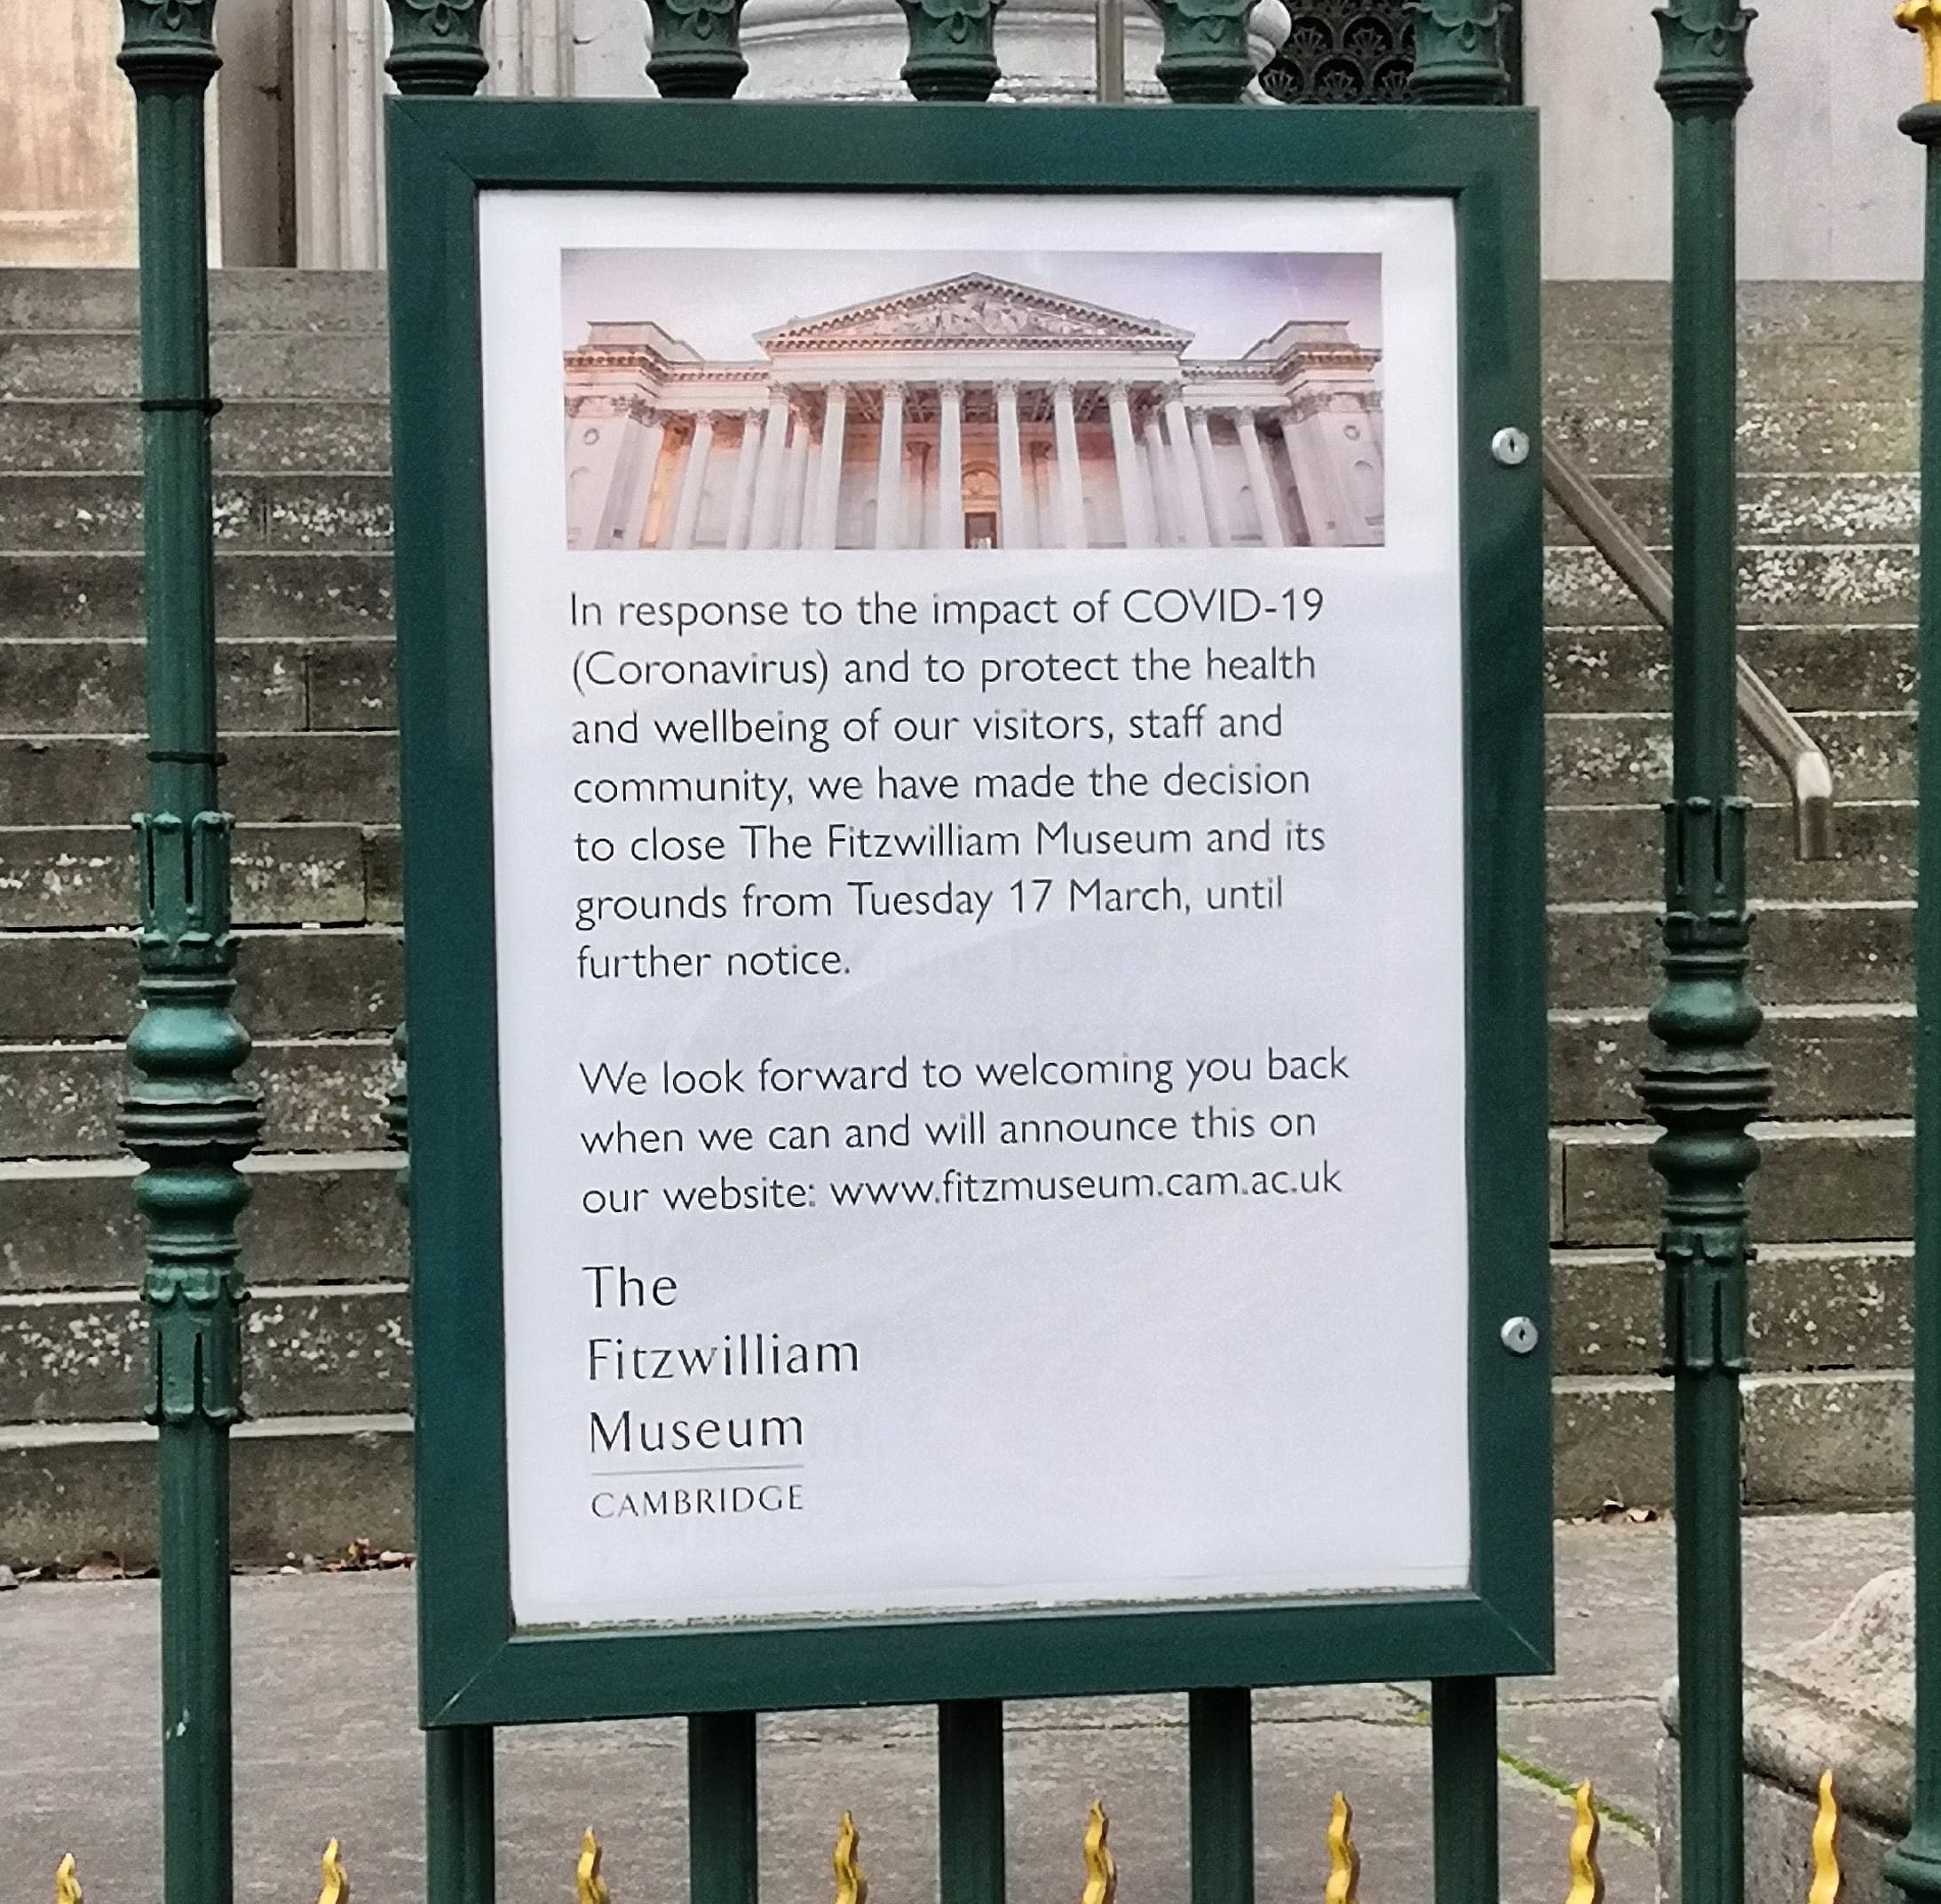 In response to the impact of COVID-19
(Coronavirus) and to protect the health
and wellbeing of our visitors, staff and
community, we have made the decision
to close The Fitzwilliam Museum and its
grounds from Tuesday 17 March, until
further notice.
We look forward to welcoming you back
when we can and will announce this on
our website: www.fitzmuseum.cam.ac.uk
The
Fitzwilliam
Museum
CAMBRIDGE